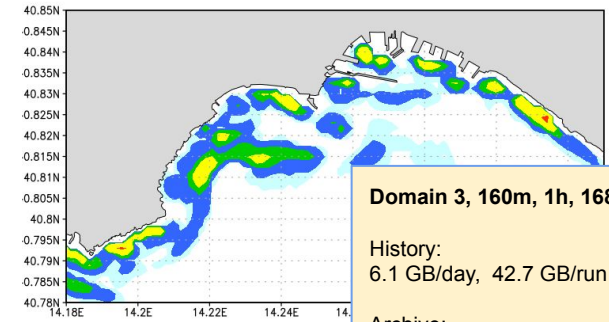 40.85N
40.845N
40.84N
40.835N
40.83N
40.825N
40.82N
40.815N
40.81N
40.805N
40.8N
40.795N
40.79N
40.785N
40.78N
14.18E 14.2E 14.22E 14.24E
Domain 3, 160m, 1h,
History:
6.1 GB/day, 42.7 GB/run
Archive: